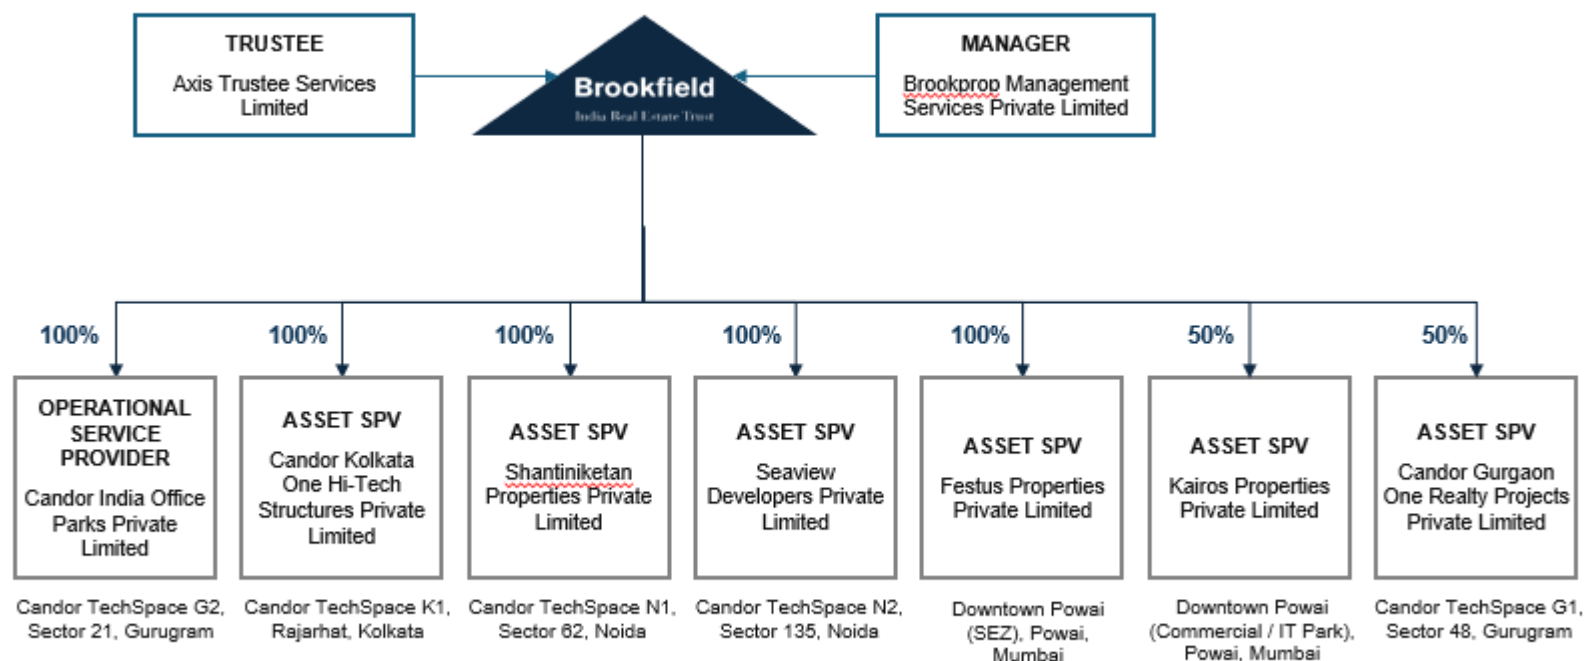 TRUSTEE
Axis Trustee Services
Limited
Brookfield
India Real Estate Trust
MANAGER
Brookprop Management
Services Private Limited
100%
100%
100%
100%
100%
50%
50%
OPERATIONAL
SERVICE
PROVIDER
Candor India Office
Parks Private
Limited
ASSET SPV
Candor Kolkata
One Hi-Tech
Structures Private
Limited
ASSET SPV
Shantiniketan
Properties Private
Limited
ASSET SPV
Seaview
Developers Private
Limited
ASSET SPV
Festus Properties
Private Limited
ASSET SPV
Kairos Properties
Private Limited
ASSET SPV
Candor Gurgaon
One Realty Projects
Private Limited
Candor TechSpace G2,
Sector 21, Gurugram
Candor TechSpace K1,
Rajarhat, Kolkata
Candor TechSpace N1,
Sector 62, Noida
Candor TechSpace N2,
Sector 135, Noida
Downtown Powai
(SEZ), Powai,
Mumbai
Downtown Powai
(Commercial / IT Park),
Powai, Mumbai
Candor TechSpace G1,
Sector 48, Gurugram